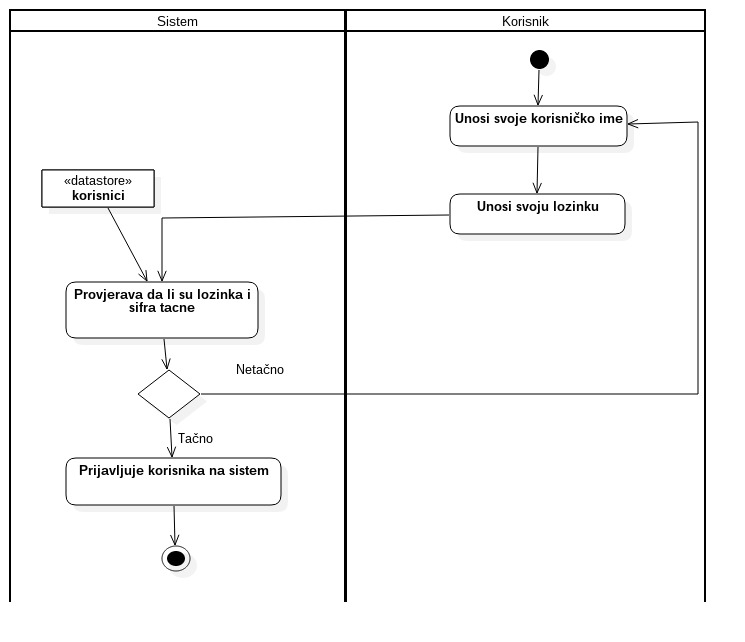 Sistem
Korisnik
Unosi svoje korisničko ime
«datastore»
korisnici
Unosi svoju lozinku
Provjerava da li su lozinka i
sifra tacne
Netačno
Tačno
Prijavljuje korisnika na sistem